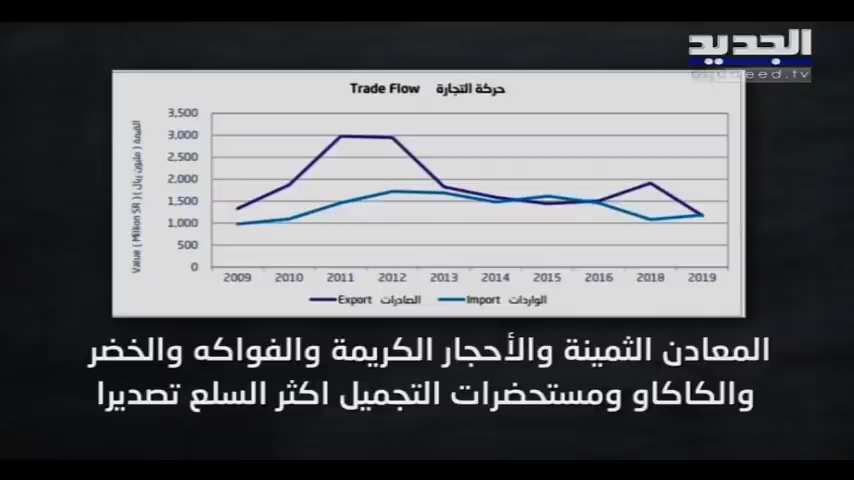 الجديد
aljadeed.tv
Trade Flow حركة التجارة
القيمة ( مليون ريال ) Value ( Million SR )
3,500
3,000
2,500
2,000
1,500
1,000
500
0
2009 2010 2011 2012 2013 2014 2015 2016 2018 2019
Export الصادرات Import الواردات
المعادن الثمينة والأحجار الكريمة والفواكه والخضر
والكاكاو ومستحضرات التجميل اكثر السلع تصديرا